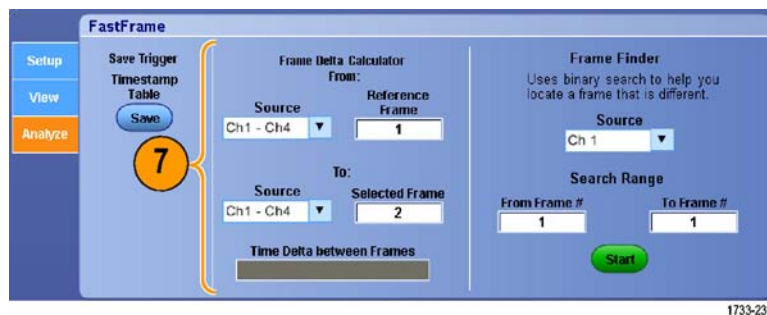 FastFrame
Setup
View
Analyze
Save Trigger
Timestamp
Table
Save
7
Frame Delta Calculator
From:
Source
Reference
Frame
Ch1 - Ch4
1
To:
Source
Selected Frame
Ch1 - Ch4
2
Time Delta between Frames
Frame Finder
Uses binary search to help you
locate a frame that is different.
Source
Ch 1
Search Range
From Frame #
To Frame #
1
1
Start
1733-23